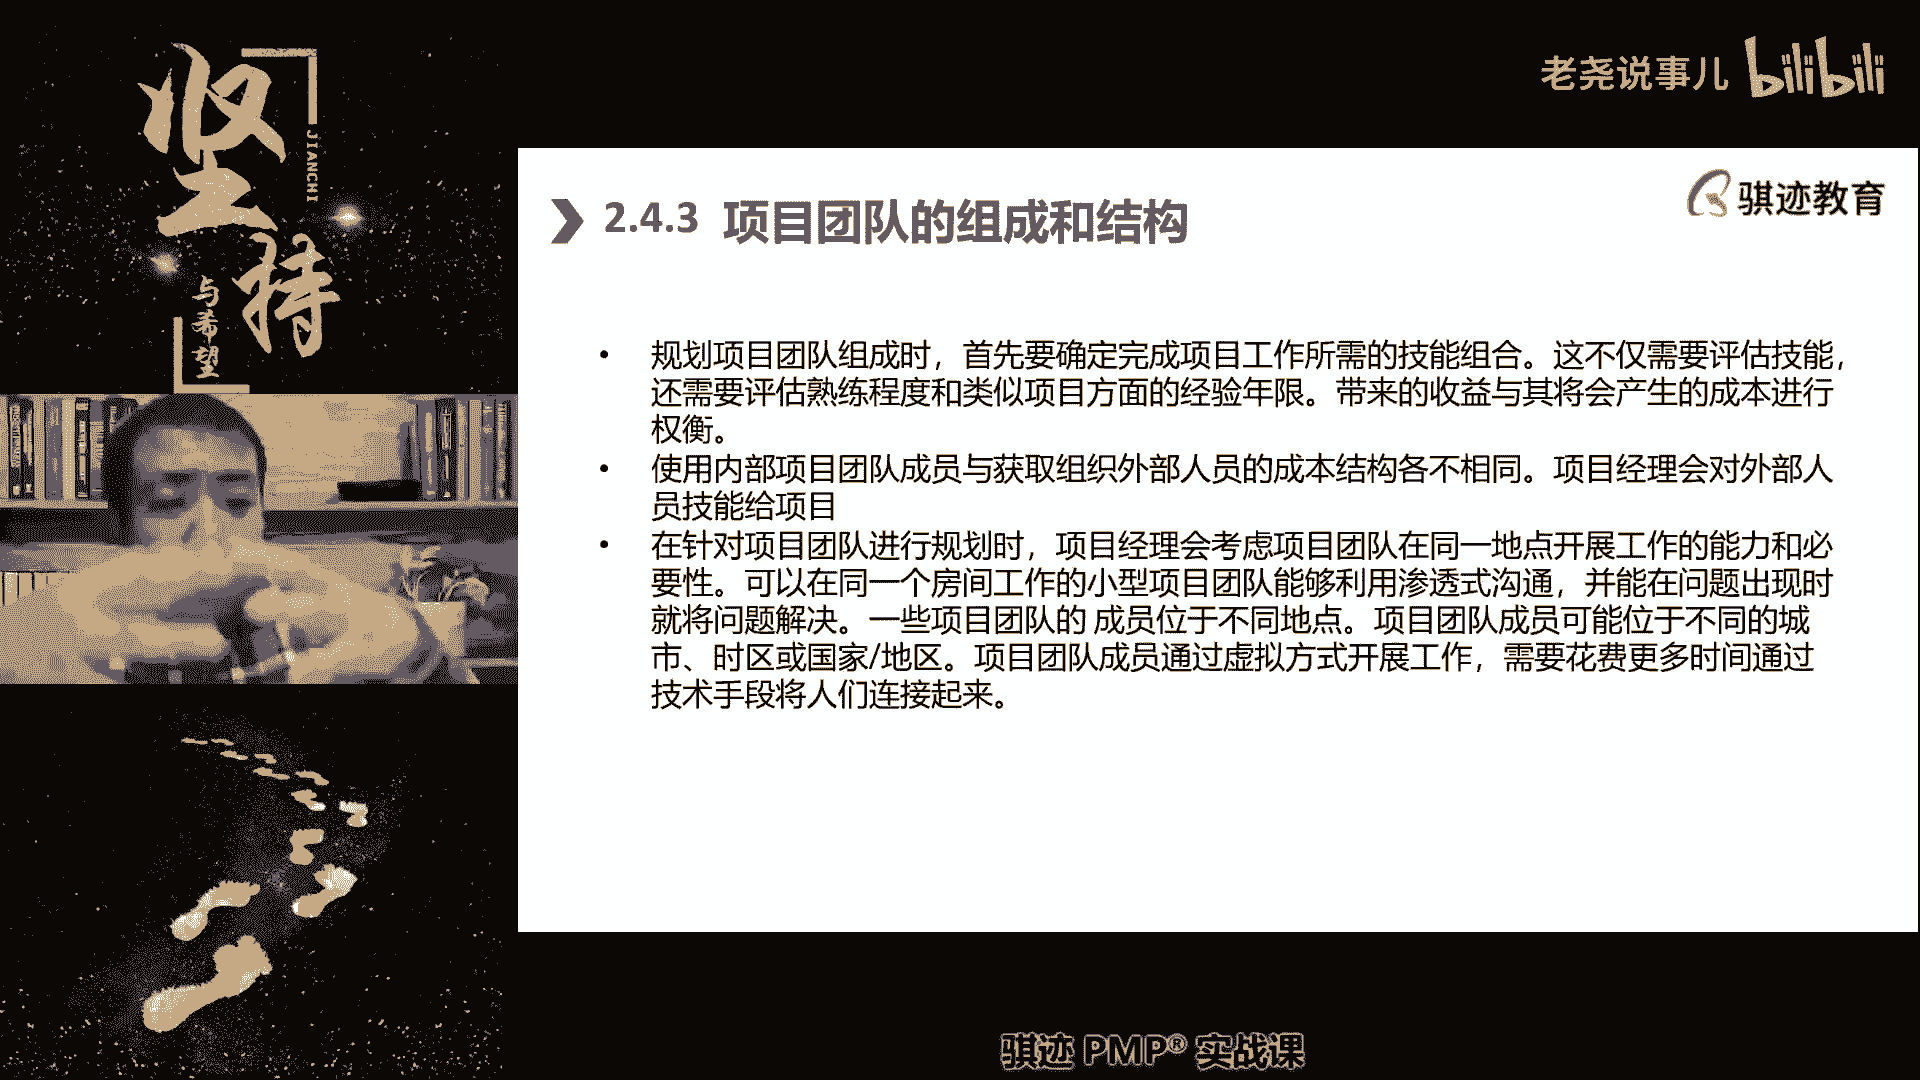 坚持
JIANCHI
与希望
老尧说事儿 bilibili
骐迹教育
2.4.3 项目团队的组成和结构
• 规划项目团队组成时，首先要确定完成项目工作所需的技能组合。这不仅需要评估技能，
还需要评估熟练程度和类似项目方面的经验年限。带来的收益与其将会产生的成本进行
权衡。
• 使用内部项目团队成员与获取组织外部人员的成本结构各不相同。项目经理会对外部人
员技能给项目
• 在针对项目团队进行规划时，项目经理会考虑项目团队在同一地点开展工作的能力和必
要性。可以在同一个房间工作的小型项目团队能够利用渗透式沟通，并能在问题出现时
就将问题解决。一些项目团队的 成员位于不同地点。项目团队成员可能位于不同的城
市、时区或国家/地区。项目团队成员通过虚拟方式开展工作，需要花费更多时间通过
技术手段将人们连接起来。
骐迹 PMP® 实战课